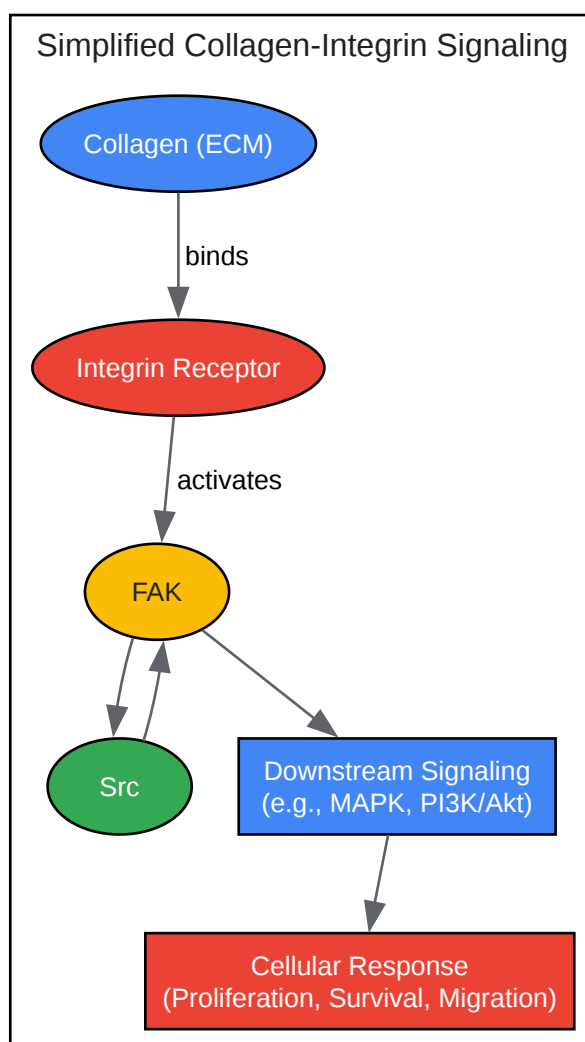 Simplified Collagen-Integrin Signaling
Collagen (ECM)
binds
Integrin Receptor
activates
FAK
Src
Downstream Signaling
(e.g., MAPK, PI3K/Akt)
Cellular Response
(Proliferation, Survival, Migration)